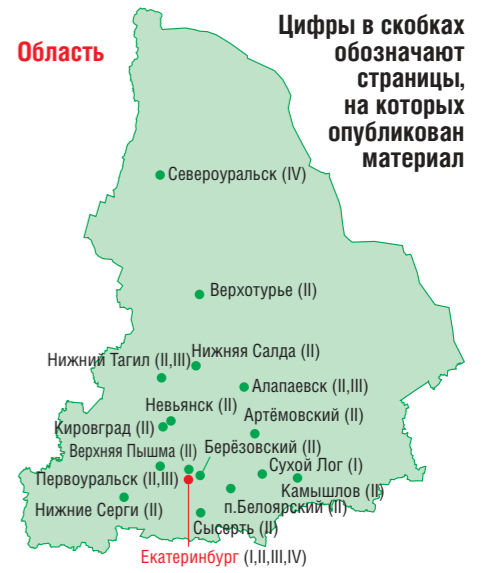 Область
Цифры в скобках
обозначают
страницы,
на которых
опубликован
материал
Североуральск (IV)
Верхотурье (II)
Нижний Тагил (II,III)
Нижняя Салда (II)
Алапаевск (II,III)
Невьянск (II)
Артёмовский (II)
Кировград (II)
Верхняя Пышма (II)
Берёзовский (II)
Сухой Лог (I)
Первоуральск (II,III)
Камышлов (II)
Нижние Серги (II)
п.Белоярский (II)
Сысерть (II)
Екатеринбург (I,II,III,IV)